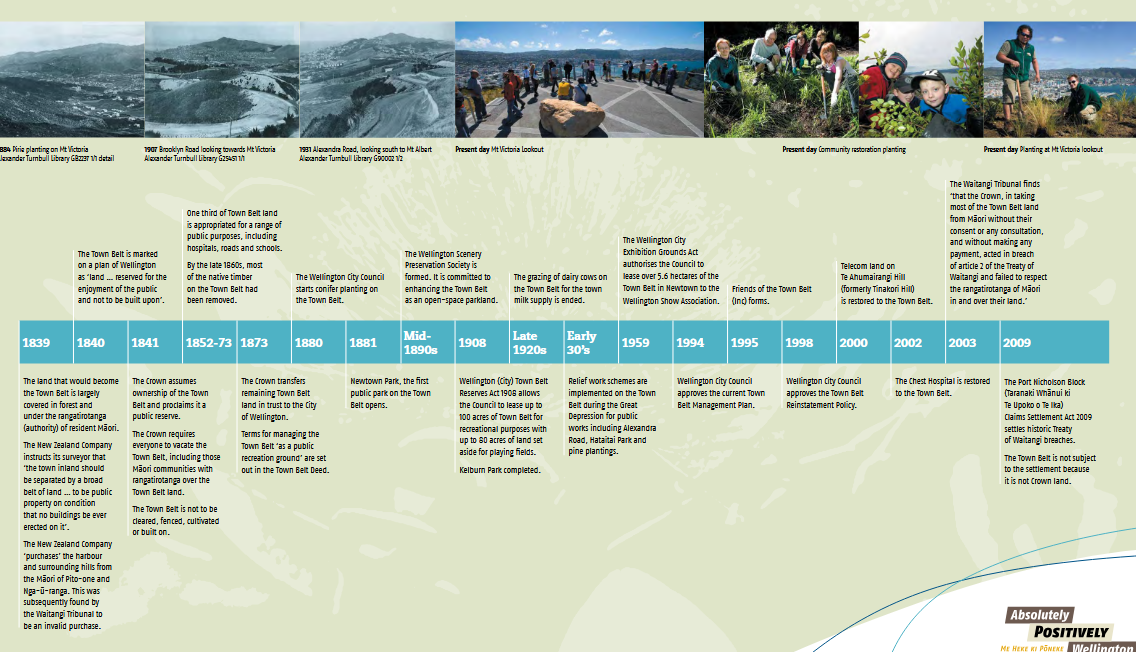 1884 Pirie planting on Mt Victoria
Alexander Turnbull Library GB2237 1/1 detail
1907 Brooklyn Road looking towards Mt Victoria
Alexander Turnbull Library G25451 1/1
1931 Alexandra Road, looking south to Mt Albert
Alexander Turnbull Library G90002 1/2
Present day Mt Victoria Lookout
Present day Community restoration planting
Present day Planting at Mt Victoria lookout
The Town Belt is marked
on a plan of Wellington
as ‘land ... reserved for the
enjoyment of the public
and not to be built upon’.
One third of Town Belt land
is appropriated for a range of
public purposes, including
hospitals, roads and schools.
By the late 1860s, most
of the native timber
on the Town Belt had
been removed.
The Wellington City Council
starts conifer planting on
the Town Belt.
The Wellington Scenery
Preservation Society is
formed. It is committed to
enhancing the Town Belt
as an open-space parkland.
The grazing of dairy cows on
the Town Belt for the town
milk supply is ended.
The Wellington City
Exhibition Grounds Act
authorises the Council to
lease over 5.6 hectares of the
Town Belt in Newtown to the
Wellington Show Association.
Friends of the Town Belt
(Inc) forms.
Telecom land on
Te Ahumairangi Hill
(formerly Tinakori Hill)
is restored to the Town Belt.
The Waitangi Tribunal finds
‘that the Crown, in taking
most of the Town Belt land
from Māori without their
consent or any consultation,
and without making any
payment, acted in breach
of article 2 of the Treaty of
Waitangi and failed to respect
the rangatiratanga of Māori
in and over their land.’
1839
1840
1841
1852-73
1873
1880
1881
Mid-
1890s
1908
Late
1920s
Early
30’s
1959
1994
1995
1998
2000
2002
2003
2009
The land that would become
the Town Belt is largely
covered in forest and
under the rangatirotanga
(authority) of resident Māori.
The New Zealand Company
instructs its surveyor that
‘the town inland should
be separated by a broad
belt of land ... to be public
property on condition
that no buildings be ever
erected on it’.
The New Zealand Company
‘purchases’ the harbour
and surrounding hills from
the Māori of Pito-one and
Nga-ū-ranga. This was
subsequently found by
the Waitangi Tribunal to
be an invalid purchase.
The Crown assumes
ownership of the Town
Belt and proclaims it a
public reserve.
The Crown requires
everyone to vacate the
Town Belt, including those
Māori communities with
rangatirotanga over the
Town Belt land.
The Town Belt is not to be
cleared, fenced, cultivated
or built on.
The Crown transfers
remaining Town Belt
land in trust to the City
of Wellington.
Terms for managing the
Town Belt ‘as a public
recreation ground’ are set
out in the Town Belt Deed.
Newtown Park, the first
public park on the Town
Belt opens.
Wellington (City) Town Belt
Reserves Act 1908 allows
the Council to lease up to
100 acres of Town Belt for
recreational purposes with
up to 80 acres of land set
aside for playing fields.
Kelburn Park completed.
Relief work schemes are
implemented on the Town
Belt during the Great
Depression for public
works including Alexandra
Road, Hataitai Park and
pine plantings.
Wellington City Council
approves the current Town
Belt Management Plan.
Wellington City Council
approves the Town Belt
Reinstatement Policy.
The Chest Hospital is restored
to the Town Belt.
The Port Nicholson Block
(Taranaki Whānui ki
Te Upoko o Te Ika)
Claims Settlement Act 2009
settles historic Treaty
of Waitangi breaches.
The Town Belt is not subject
to the settlement because
it is not Crown land.
Absolutely
POSITIVELY
ME HEKE KI PŌNEKE Wellington